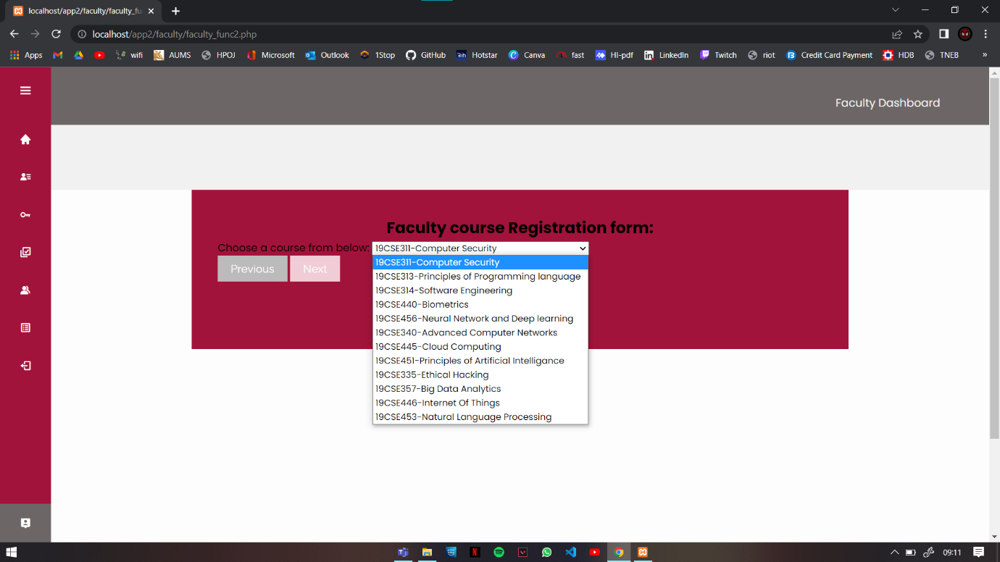 localhost/app2/faculty/faculty_fu
localhost/app2/faculty/faculty_func2.php
Apps wifi AUMS HPOJ Microsoft Outlook 1Stop GitHub Hotstar Canva fast HI-pdf LinkedIn Twitch riot Credit Card Payment HDB TNEB »
Faculty Dashboard
Faculty course Registration form:
Choose a course from below: 19CSE311-Computer Security
Previous Next
19CSE311-Computer Security
19CSE313-Principles of Programming language
19CSE314-Software Engineering
19CSE440-Biometrics
19CSE456-Neural Network and Deep learning
19CSE340-Advanced Computer Networks
19CSE445-Cloud Computing
19CSE451-Principles of Artificial Intelligance
19CSE335-Ethical Hacking
19CSE357-Big Data Analytics
19CSE446-Internet Of Things
19CSE453-Natural Language Processing
09:11